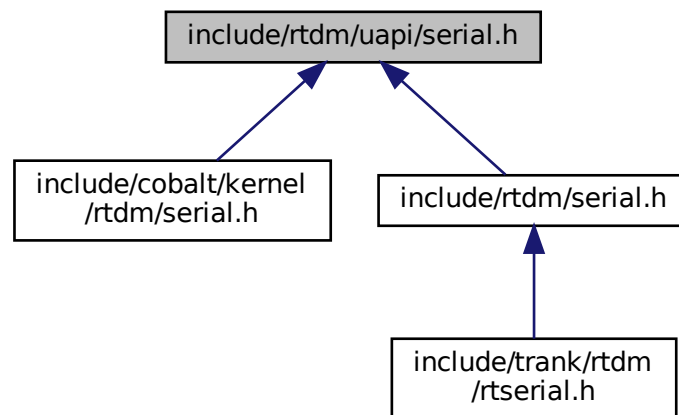 include/rtdm/uapi/serial.h
include/cobalt/kernel
/rtdm/serial.h
include/rtdm/serial.h
include/trank/rtdm
/rtserial.h